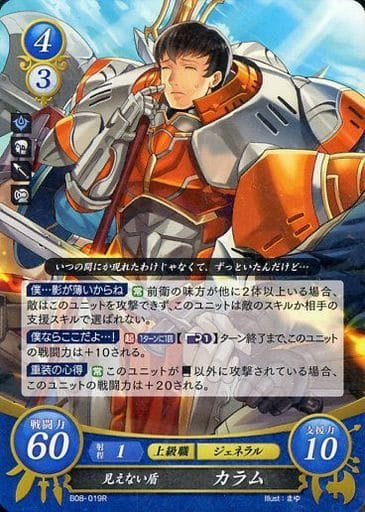 4
3
いつの間にか現れたわけじゃなくて、ずっといたんだけど…
僕…影が薄いからね 常 前衛の味方が他に2体以上いる場合、
敵はこのユニットを攻撃できず、このユニットは敵のスキルか相手の
支援スキルで選ばれない。
僕ならここだよ…！ 起 1ターンに1回 【1】ターン終了まで、このユニット
の戦闘力は＋10される。
重装の心得 常 このユニットが 以外に攻撃されている場合、
このユニットの戦闘力は＋20される。
戦闘力
60
射程
1
上級職
ジェネラル
支援力
10
見えない盾
カラム
B08-019R
Illust：まゆ